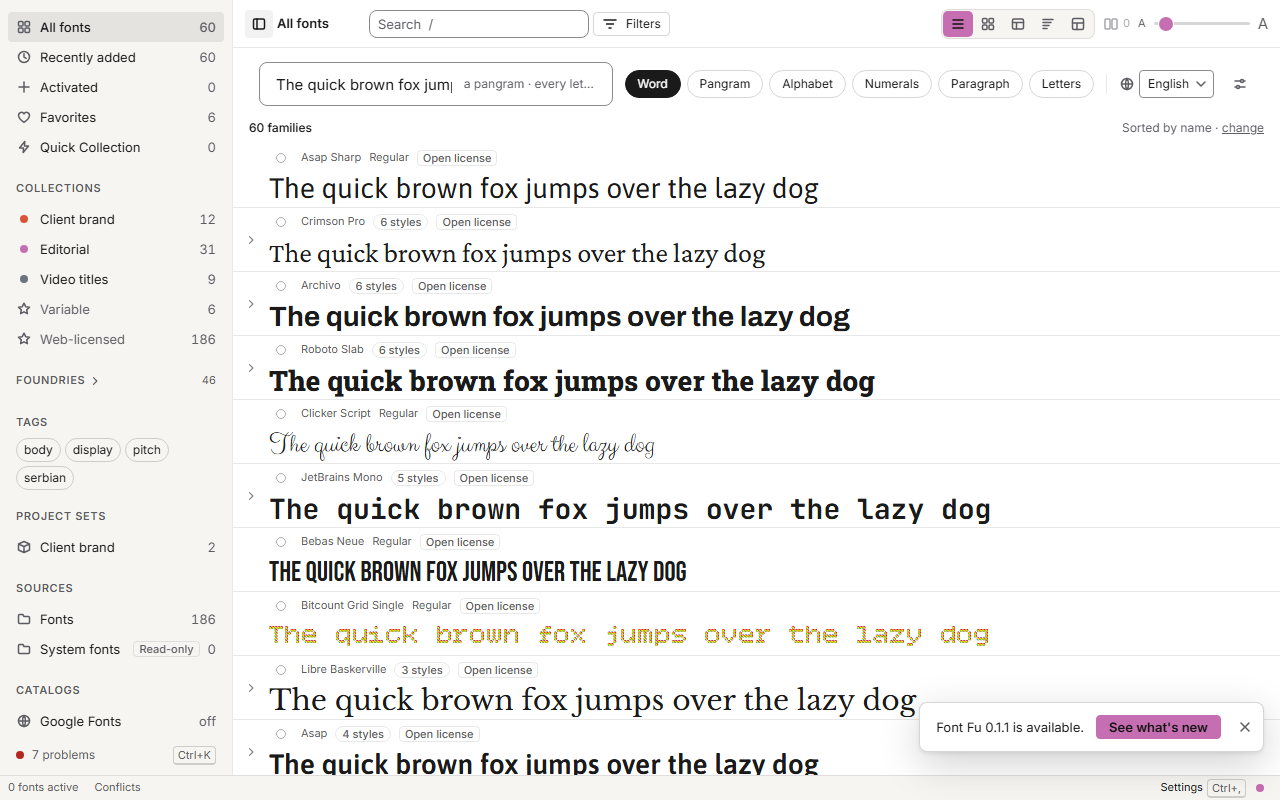 All fonts 60
Recently added 60
Activated 0
Favorites 6
Quick Collection 0
COLLECTIONS
Client brand 12
Editorial 31
Video titles 9
Variable 6
Web-licensed 186
FOUNDRIES 46
TAGS
body display pitch
serbian
PROJECT SETS
Client brand 2
SOURCES
Fonts 186
System fonts Read-only 0
CATALOGS
Google Fonts off
7 problems Ctrl+K
All fonts Search / Filters 0 A A
The quick brown fox jump a pangram · every let…
Word Pangram Alphabet Numerals Paragraph Letters English
60 families Sorted by name · change
Asap Sharp Regular Open license
The quick brown fox jumps over the lazy dog
Crimson Pro 6 styles Open license
The quick brown fox jumps over the lazy dog
Archivo 6 styles Open license
The quick brown fox jumps over the lazy dog
Roboto Slab 6 styles Open license
The quick brown fox jumps over the lazy dog
Clicker Script Regular Open license
The quick brown fox jumps over the lazy dog
JetBrains Mono 5 styles Open license
The quick brown fox jumps over the lazy dog
Bebas Neue Regular Open license
THE QUICK BROWN FOX JUMPS OVER THE LAZY DOG
Bitcount Grid Single Regular Open license
The quick brown fox jumps over the lazy dog
Libre Baskerville 3 styles Open license
The quick brown fox jumps over the lazy dog
Asap 4 styles Open license
The quick brown fox jumps over the lazy dog
Font Fu 0.1.1 is available. See what's new
0 fonts active Conflicts Settings Ctrl+,